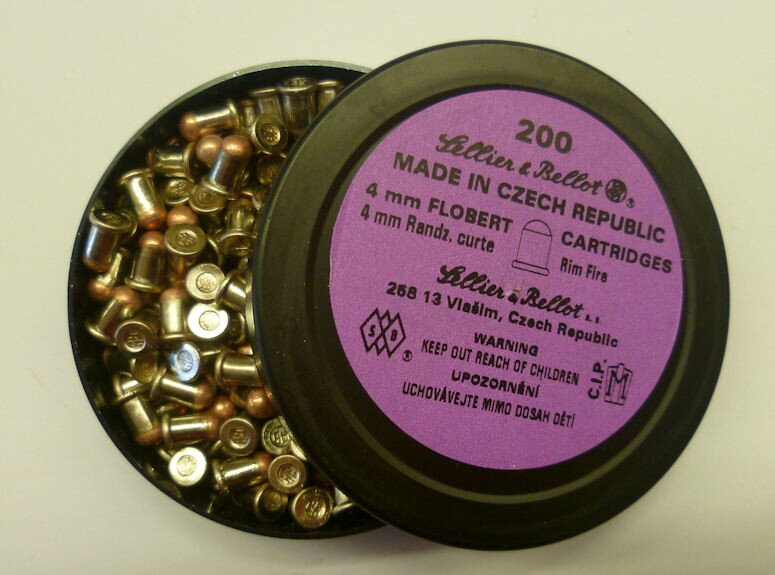 200
Sellier & Bellot SB ®
MADE IN CZECH REPUBLIC
4 mm FLOBERT CARTRIDGES
4 mm Randz. curte Rim Fire
Sellier & Bellot
258 13 Vlašim, Czech Republic
S B ®
WARNING
KEEP OUT REACH OF CHILDREN
UPOZORNĚNÍ
UCHOVÁVEJTE MIMO DOSAH DĚTÍ
C.I.P.